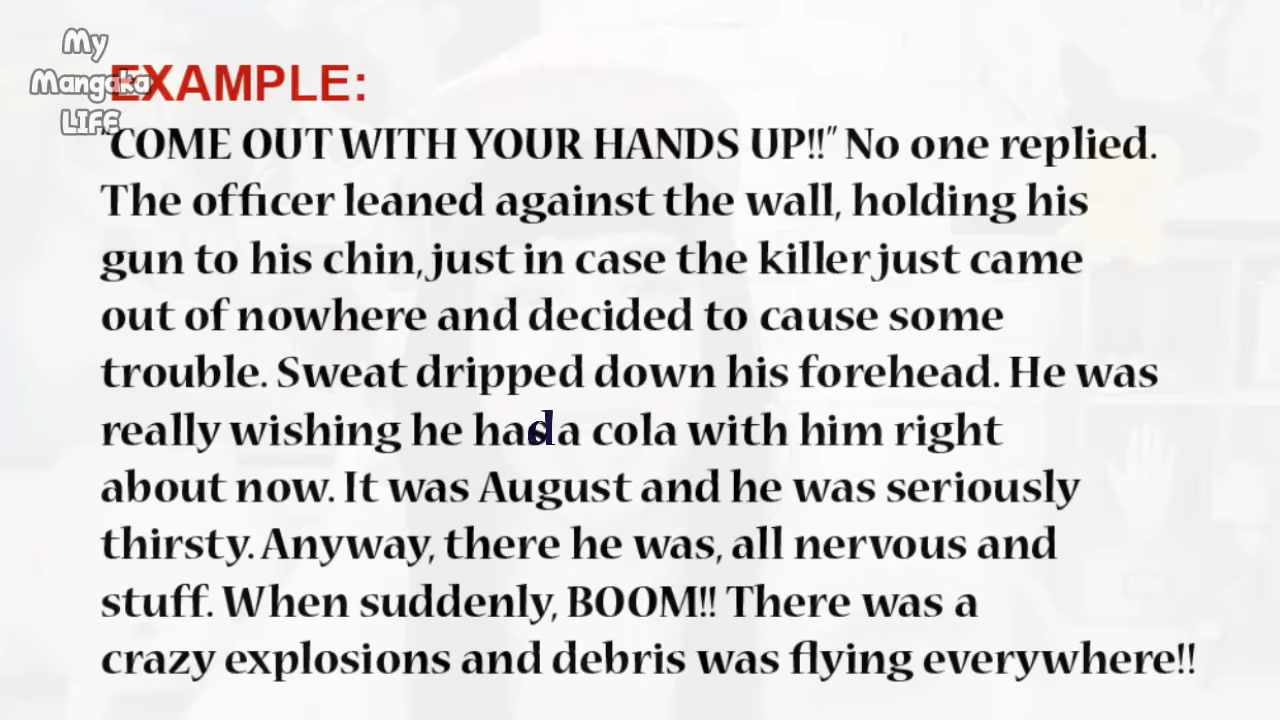 My
Mangaka
LIFE
EXAMPLE:
"COME OUT WITH YOUR HANDS UP!!" No one replied.
The officer leaned against the wall, holding his
gun to his chin, just in case the killer just came
out of nowhere and decided to cause some
trouble. Sweat dripped down his forehead. He was
really wishing he had a cola with him right
about now. It was August and he was seriously
thirsty. Anyway, there he was, all nervous and
stuff. When suddenly, BOOM!! There was a
crazy explosions and debris was flying everywhere!!